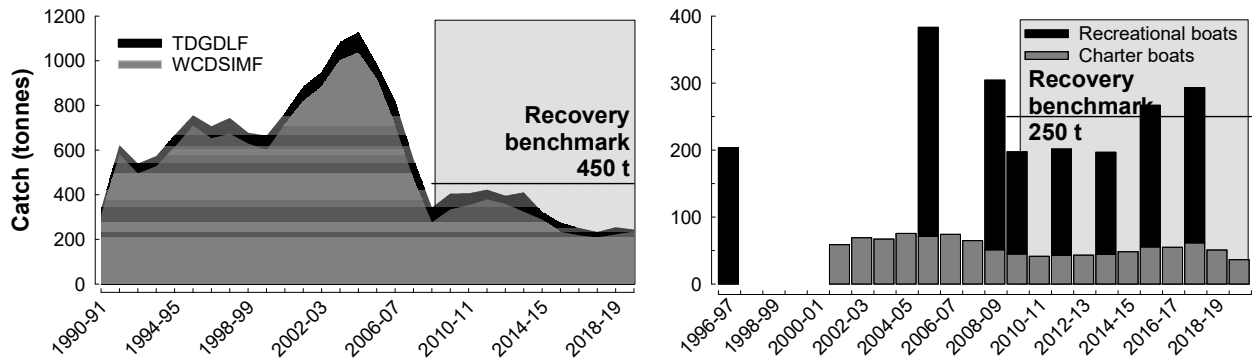 Catch (tonnes)
1200
1000
800
600
400
200
0
TDGDLF
WCDSIMF
Recovery
benchmark
450 t
1990-91
1994-95
1998-99
2002-03
2006-07
2010-11
2014-15
2018-19
400
300
200
100
0
Recreational boats
Charter boats
Recovery
benchmark
250 t
1996-97
1998-99
2000-01
2002-03
2004-05
2006-07
2008-09
2010-11
2012-13
2014-15
2016-17
2018-19